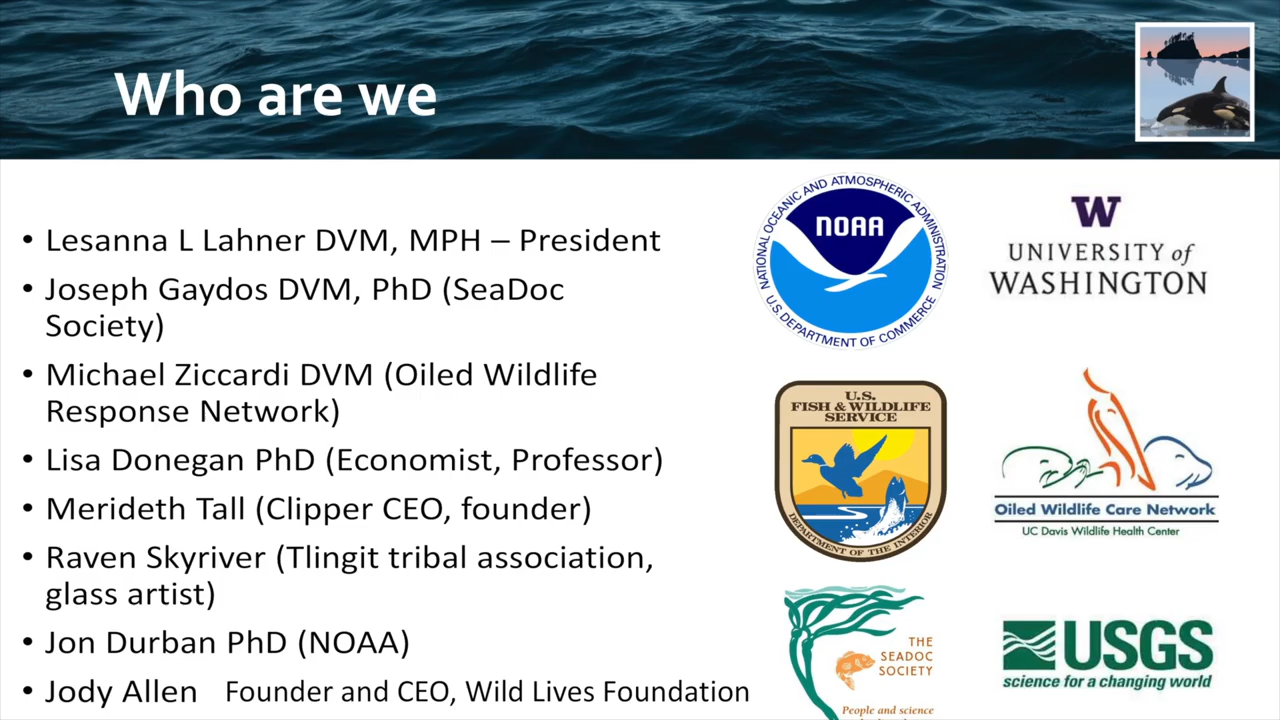 Who are we
• Lesanna L Lahner DVM, MPH – President
• Joseph Gaydos DVM, PhD (SeaDoc
Society)
• Michael Ziccardi DVM (Oiled Wildlife
Response Network)
• Lisa Donegan PhD (Economist, Professor)
• Merideth Tall (Clipper CEO, founder)
• Raven Skyriver (Tlingit tribal association,
glass artist)
• Jon Durban PhD (NOAA)
• Jody Allen Founder and CEO, Wild Lives Foundation
NATIONAL OCEANIC AND ATMOSPHERIC ADMINISTRATION
NOAA
U.S. DEPARTMENT OF COMMERCE
W
UNIVERSITY of
WASHINGTON
U.S.
FISH & WILDLIFE
SERVICE
DEPARTMENT OF THE INTERIOR
Oiled Wildlife Care Network
UC Davis Wildlife Health Center
THE
SEADOC
SOCIETY
People and science
USGS
science for a changing world